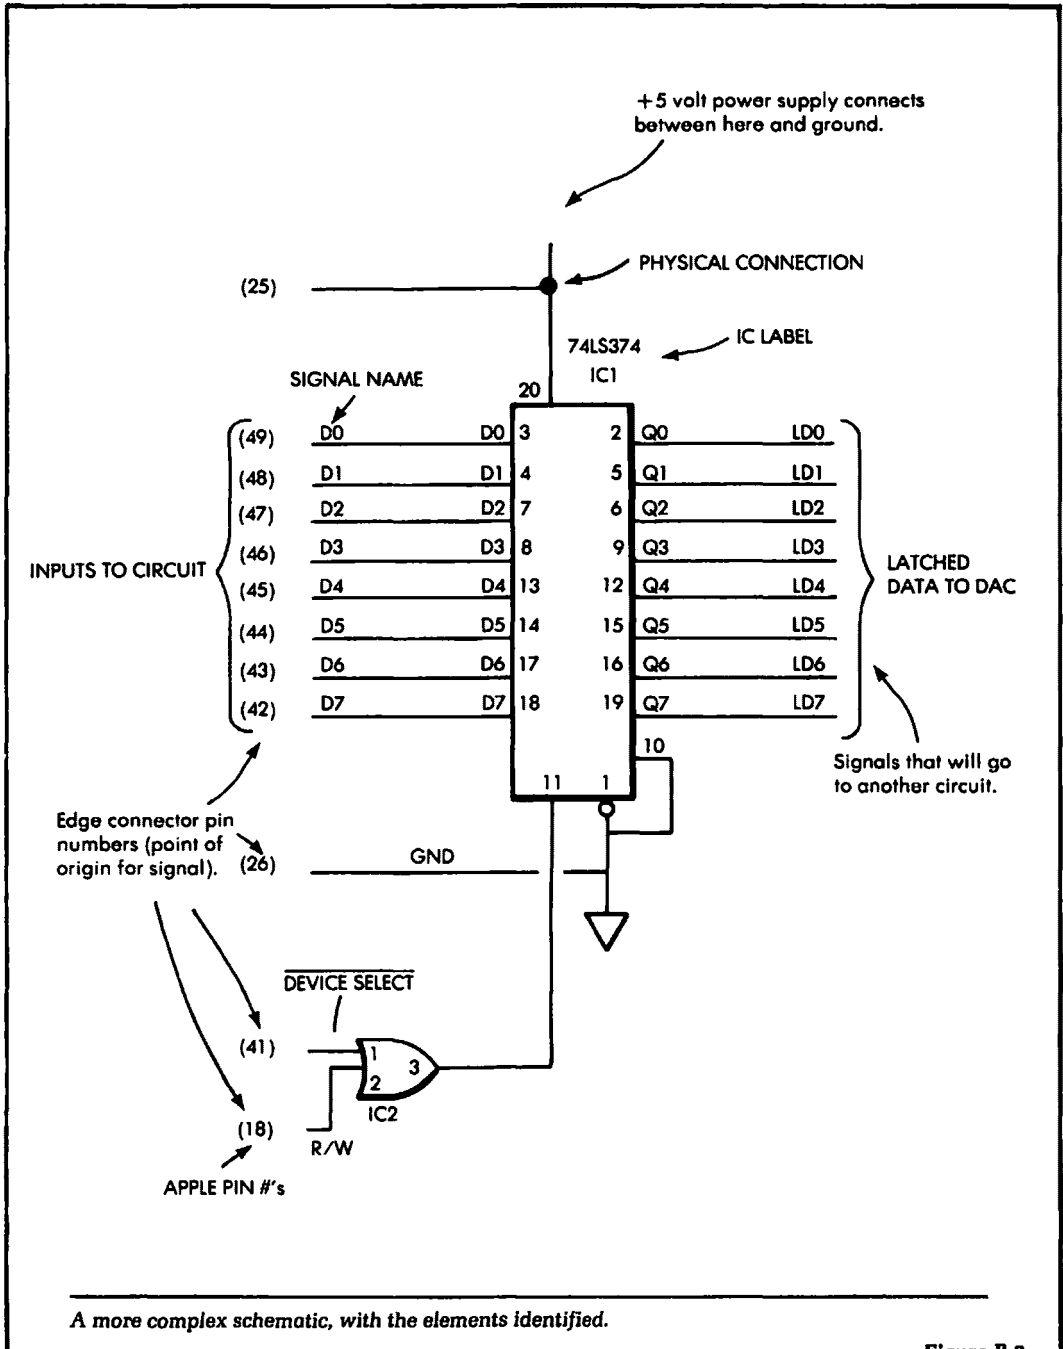 +5 volt power supply connects
between here and ground.
(25)
PHYSICAL CONNECTION
74LS374
IC LABEL
IC1
SIGNAL NAME
20
(49) D0 D0 3 2 Q0 LD0
(48) D1 D1 4 5 Q1 LD1
(47) D2 D2 7 6 Q2 LD2
(46) D3 D3 8 9 Q3 LD3
INPUTS TO CIRCUIT
LATCHED
DATA TO DAC
(45) D4 D4 13 12 Q4 LD4
(44) D5 D5 14 15 Q5 LD5
(43) D6 D6 17 16 Q6 LD6
(42) D7 D7 18 19 Q7 LD7
10
11 1
Signals that will go
to another circuit.
Edge connector pin
numbers (point of
origin for signal).
(26)
GND
DEVICE SELECT
(41)
1
2
3
IC2
(18)
R/W
APPLE PIN #'s
A more complex schematic, with the elements identified.